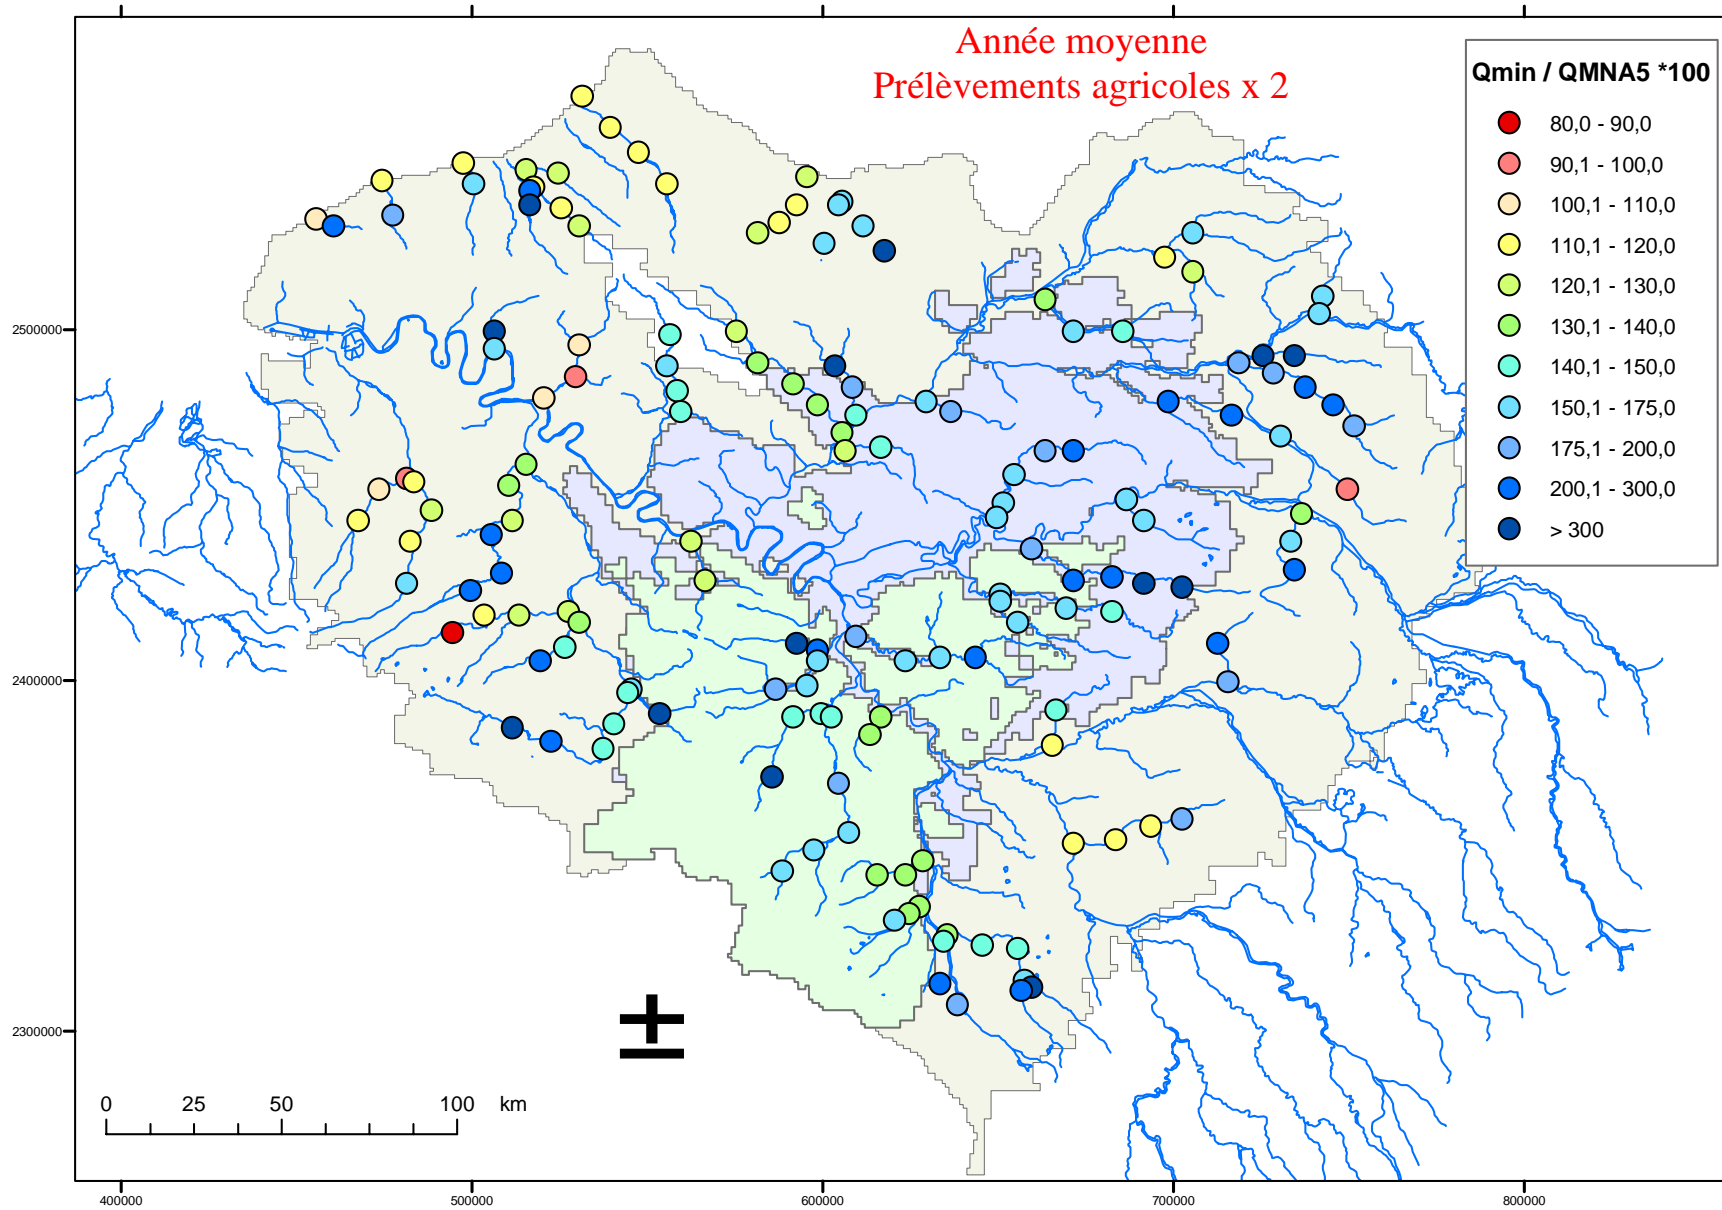 Année moyenne
Prélèvements agricoles x 2
Qmin / QMNA5 *100
80,0 - 90,0
90,1 - 100,0
100,1 - 110,0
110,1 - 120,0
120,1 - 130,0
130,1 - 140,0
140,1 - 150,0
150,1 - 175,0
175,1 - 200,0
200,1 - 300,0
> 300
2500000
2400000
2300000
0 25 50 100 km
400000 500000 600000 700000 800000